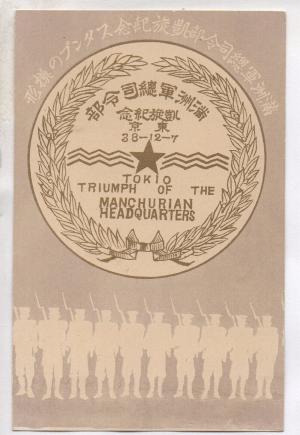 滿洲軍總司令部凱旋紀念スタンプの模形
滿洲軍總司令部
凱旋紀念
東京
38-12-7
TOKIO
TRIUMPH OF THE
MANCHURIAN
HEADQUARTERS